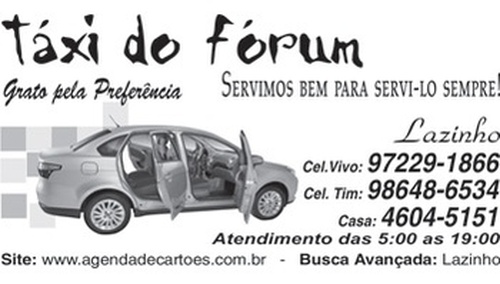 táxi do fórum
Grato pela Preferência
SERVIMOS BEM PARA SERVI-LO SEMPRE!
Lazinho
Cel.Vivo: 97229-1866
Cel. Tim: 98648-6534
Casa: 4604-5151
Atendimento das 5:00 as 19:00
Site: www.agendadecartoes.com.br - Busca Avançada: Lazinho